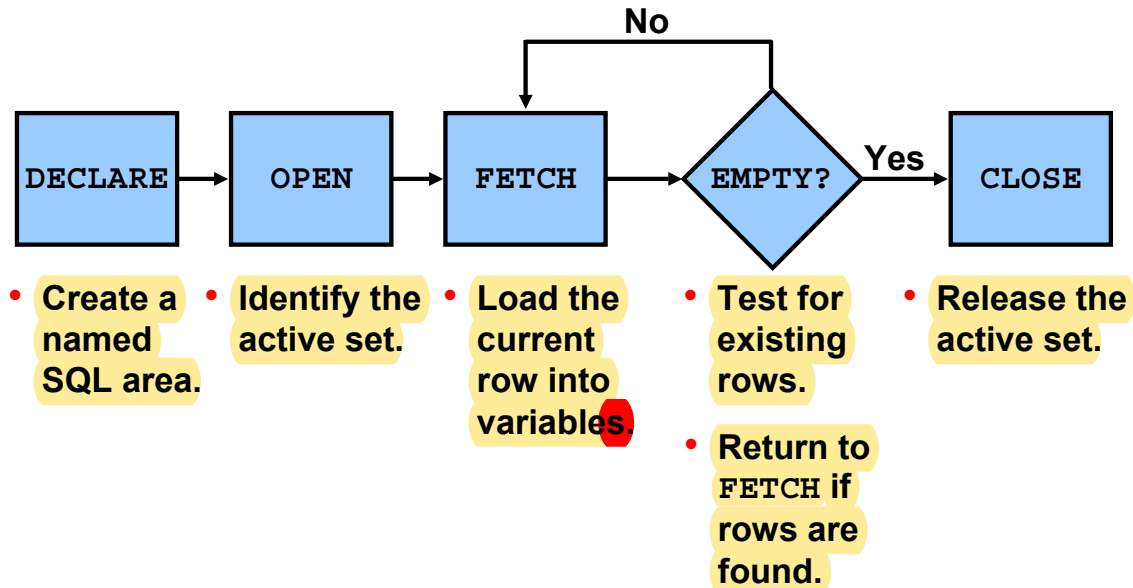 No
DECLARE
OPEN
FETCH
EMPTY?
Yes
CLOSE
• Create a
named
SQL area.
• Identify the
active set.
• Load the
current
row into
variables.
• Test for
existing
rows.
• Return to
FETCH if
rows are
found.
• Release the
active set.